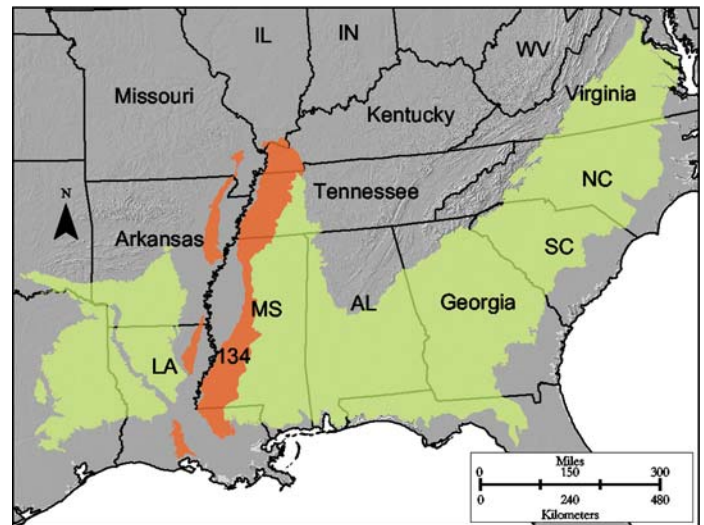 IL
IN
WV
Missouri
Virginia
Kentucky
N
NC
Tennessee
Arkansas
SC
MS
AL
Georgia
LA
134
Miles
0 150 300
0 240 480
Kilometers